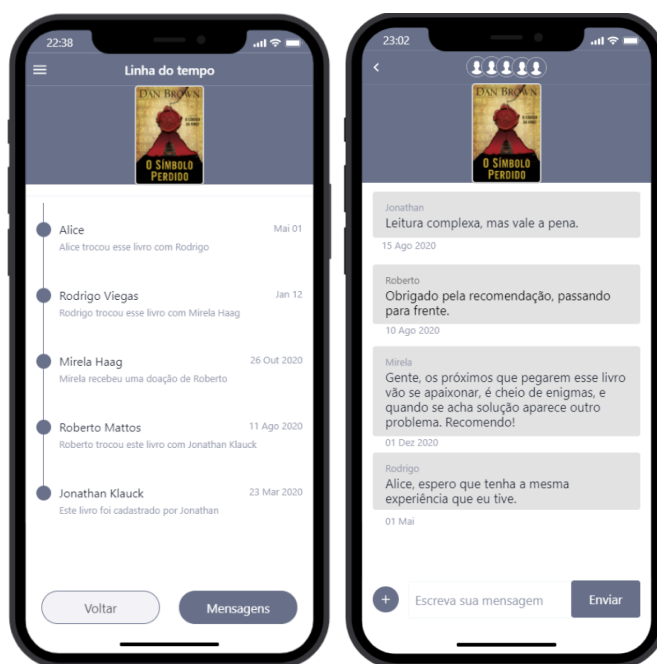 22:38
Linha do tempo
DAN BROWN
O SÍMBOLO
PERDIDO
Alice
Mai 01
Alice trocou esse livro com Rodrigo
Rodrigo Viegas
Jan 12
Rodrigo trocou esse livro com Mirela Haag
Mirela Haag
26 Out 2020
Mirela recebeu uma doação de Roberto
Roberto Mattos
11 Ago 2020
Roberto trocou este livro com Jonathan Klauck
Jonathan Klauck
23 Mar 2020
Este livro foi cadastrado por Jonathan
Voltar
Mensagens
23:02
DAN BROWN
O SÍMBOLO
PERDIDO
Jonathan
Leitura complexa, mas vale a pena.
15 Ago 2020
Roberto
Obrigado pela recomendação, passando
para frente.
10 Ago 2020
Mirela
Gente, os próximos que pegarem esse livro
vão se apaixonar, é cheio de enigmas, e
quando se acha solução aparece outro
problema. Recomendo!
01 Dez 2020
Rodrigo
Alice, espero que tenha a mesma
experiência que eu tive.
01 Mai
Escreva sua mensagem
Enviar